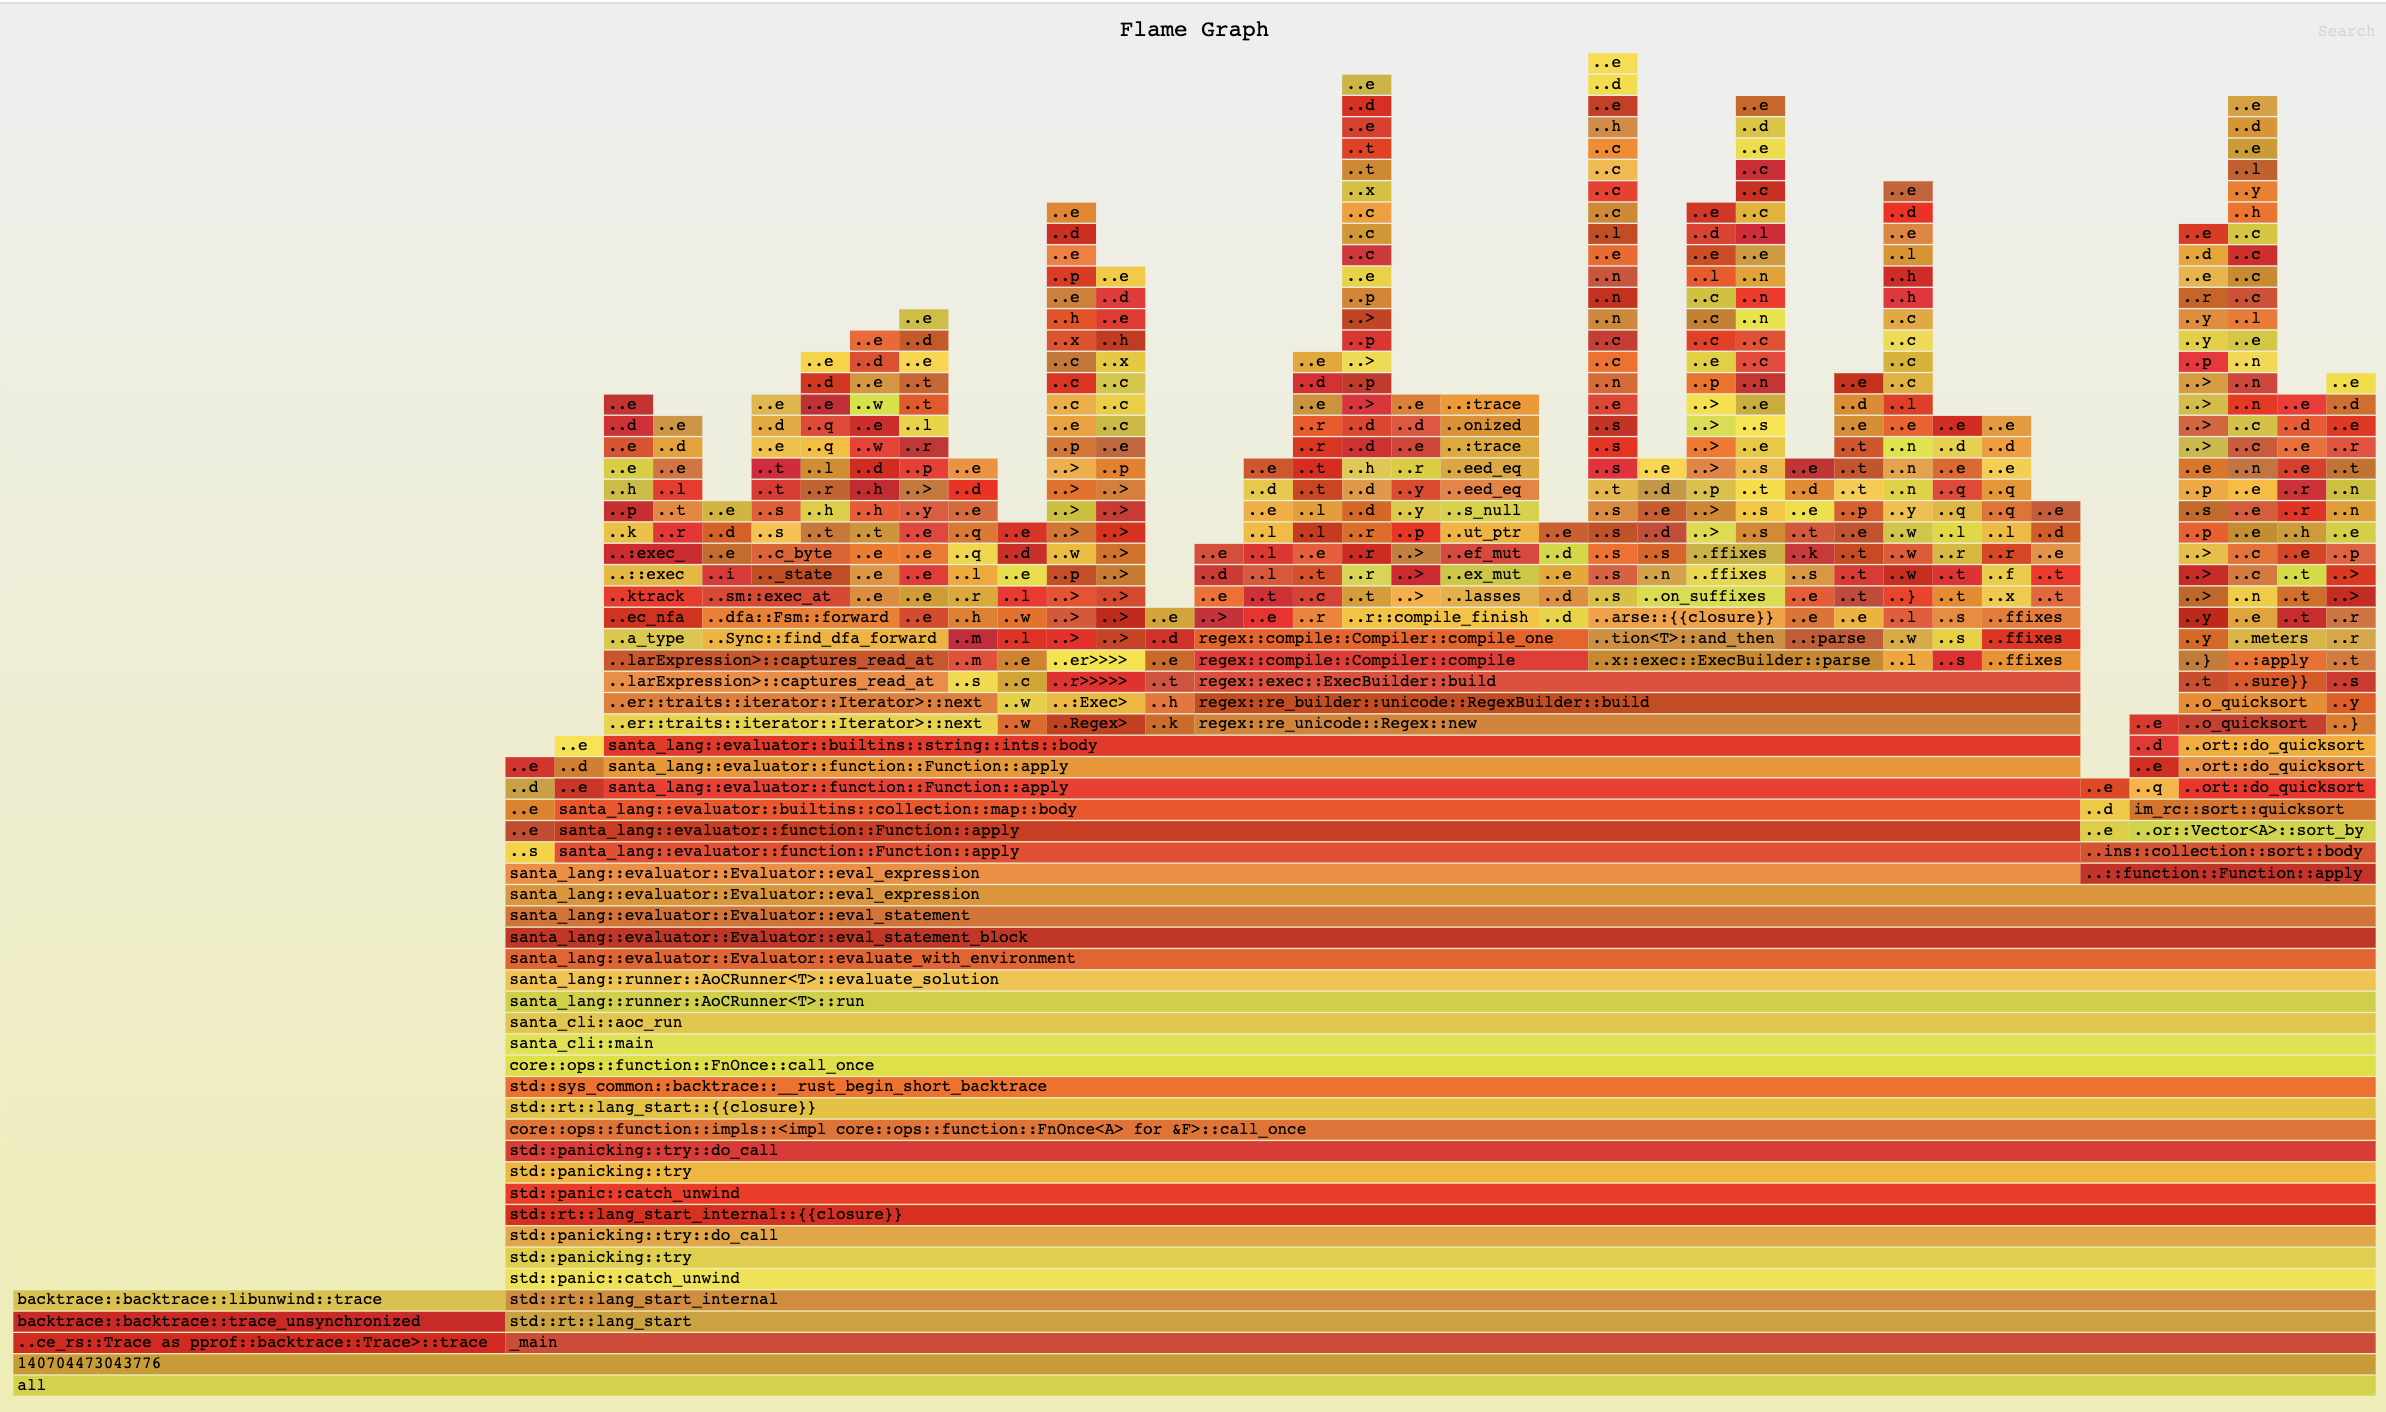 Flame Graph
Search
..e
..e ..d
..d ..e ..e ..e
..e ..h ..d ..d
..t ..c ..e ..e
..t ..c ..c ..l
..x ..c ..c ..e ..y
..e ..c ..c ..e ..c ..d ..h
..d ..c ..l ..d ..l ..e ..e ..c
..e ..c ..e ..e ..e ..l ..d ..c
..p ..e ..e ..n ..l ..n ..h ..e ..c
..e ..d ..p ..n ..c ..n ..h ..r ..c
..e ..h ..e ..> ..n ..c ..n ..c ..y ..l
..e ..d ..x ..h ..p ..c ..c ..c ..c ..y ..e
..e ..d ..e ..c ..x ..e ..> ..c ..e ..c ..c ..p ..n
..d ..e ..t ..c ..c ..d ..p ..n ..p ..n ..e ..c ..> ..n ..e
..e ..e ..e ..w ..t ..c ..c ..e ..> ..e ..:trace ..e ..> ..e ..d ..l ..> ..n ..e ..d
..d ..e ..d ..q ..e ..l ..e ..c ..r ..d ..d ..onized ..s ..> ..s ..e ..e ..e ..e ..> ..c ..d ..e
..e ..d ..e ..q ..w ..r ..p ..e ..r ..d ..e ..:trace ..s ..> ..e ..t ..n ..d ..d ..> ..c ..e ..r
..e ..e ..t ..l ..d ..p ..e ..> ..p ..e ..t ..h ..r ..eed_eq ..s ..e ..> ..s ..e ..t ..n ..e ..e ..e ..n ..e ..t
..h ..l ..t ..r ..h ..> ..d ..> ..> ..d ..t ..d ..y ..eed_eq ..t ..d ..p ..t ..d ..t ..n ..q ..q ..p ..e ..r ..n
..p ..t ..e ..s ..h ..h ..y ..e ..> ..> ..e ..l ..d ..y ..s_null ..s ..e ..> ..s ..e ..p ..y ..q ..q ..e ..s ..e ..r ..n
..k ..r ..d ..s ..t ..t ..e ..q ..e ..> ..> ..l ..l ..r ..p ..ut_ptr ..e ..s ..d ..> ..s ..t ..e ..w ..l ..l ..d ..p ..e ..h ..e
..:exec_ ..e ..c_byte ..e ..e ..q ..d ..w ..> ..e ..l ..e ..r ..> ..ef_mut ..d ..s ..s ..ffixes ..k ..t ..w ..r ..r ..e ..> ..c ..e ..p
..::exec ..i .._state ..e ..e ..l ..e ..p ..> ..d ..l ..t ..r ..> ..ex_mut ..e ..s ..n ..ffixes ..s ..t ..w ..t ..f ..t ..> ..c ..t ..>
..ktrack ..sm::exec_at ..e ..e ..r ..l ..> ..> ..e ..t ..c ..t ..> ..lasses ..d ..s ..on_suffixes ..e ..t ..} ..t ..x ..t ..> ..n ..t ..>
..ec_nfa ..dfa::Fsm::forward ..e ..h ..w ..> ..> ..e ..> ..e ..r ..r::compile_finish ..d ..arse::{{closure}} ..e ..e ..l ..s ..ffixes ..y ..e ..t ..r
..a_type ..Sync::find_dfa_forward ..m ..l ..> ..> ..d regex::compile::Compiler::compile_one ..tion<T>::and_then ..:parse ..w ..s ..ffixes ..y ..meters ..r
..larExpression>::captures_read_at ..m ..e ..er>>>> ..e regex::compile::Compiler::compile ..x::exec::ExecBuilder::parse ..l ..s ..ffixes ..} ..:apply ..t
..larExpression>::captures_read_at ..s ..c ..r>>>>> ..t regex::exec::ExecBuilder::build ..t ..sure}} ..s
..er::traits::iterator::Iterator>::next ..w ..:Exec> ..h regex::re_builder::unicode::RegexBuilder::build ..o_quicksort ..y
..er::traits::iterator::Iterator>::next ..w ..Regex> ..k regex::re_unicode::Regex::new ..e ..o_quicksort ..}
..e santa_lang::evaluator::builtins::string::ints::body ..d ..ort::do_quicksort
..e ..d santa_lang::evaluator::function::Function::apply ..e ..ort::do_quicksort
..d ..e santa_lang::evaluator::function::Function::apply ..e ..q ..ort::do_quicksort
..e santa_lang::evaluator::builtins::collection::map::body ..d im_rc::sort::quicksort
..e santa_lang::evaluator::function::Function::apply ..e ..or::Vector<A>::sort_by
..s santa_lang::evaluator::function::Function::apply ..ins::collection::sort::body
santa_lang::evaluator::Evaluator::eval_expression ..::function::Function::apply
santa_lang::evaluator::Evaluator::eval_expression
santa_lang::evaluator::Evaluator::eval_statement
santa_lang::evaluator::Evaluator::eval_statement_block
santa_lang::evaluator::Evaluator::evaluate_with_environment
santa_lang::runner::AoCRunner<T>::evaluate_solution
santa_lang::runner::AoCRunner<T>::run
santa_cli::aoc_run
santa_cli::main
core::ops::function::FnOnce::call_once
std::sys_common::backtrace::__rust_begin_short_backtrace
std::rt::lang_start::{{closure}}
core::ops::function::impls::<impl core::ops::function::FnOnce<A> for &F>::call_once
std::panicking::try::do_call
std::panicking::try
std::panic::catch_unwind
std::rt::lang_start_internal::{{closure}}
std::panicking::try::do_call
std::panicking::try
std::panic::catch_unwind
backtrace::backtrace::libunwind::trace std::rt::lang_start_internal
backtrace::backtrace::trace_unsynchronized std::rt::lang_start
..ce_rs::Trace as pprof::backtrace::Trace>::trace _main
140704473043776
all